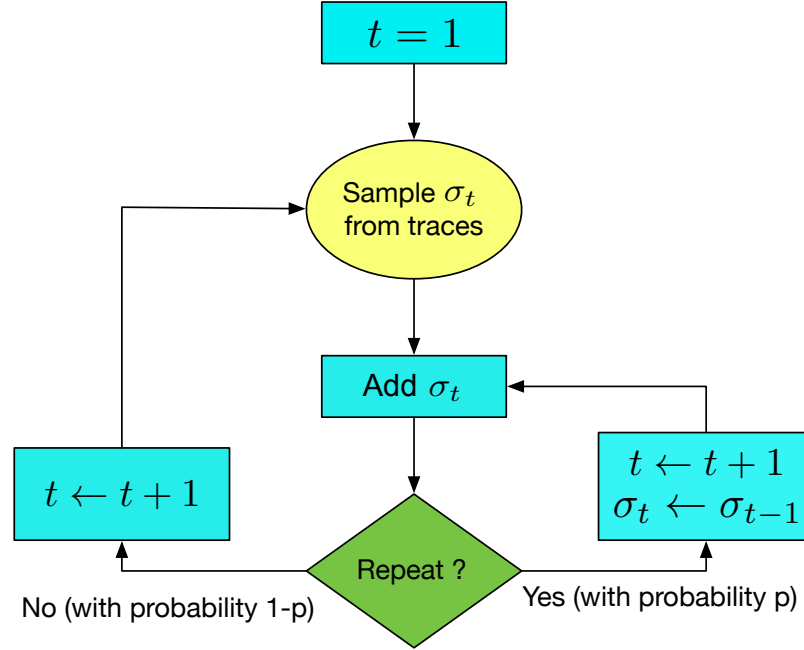 t = 1
Sample σ_t
from traces
Add σ_t
t ← t + 1
t ← t + 1
σ_t ← σ_{t−1}
Repeat ?
No (with probability 1-p)
Yes (with probability p)